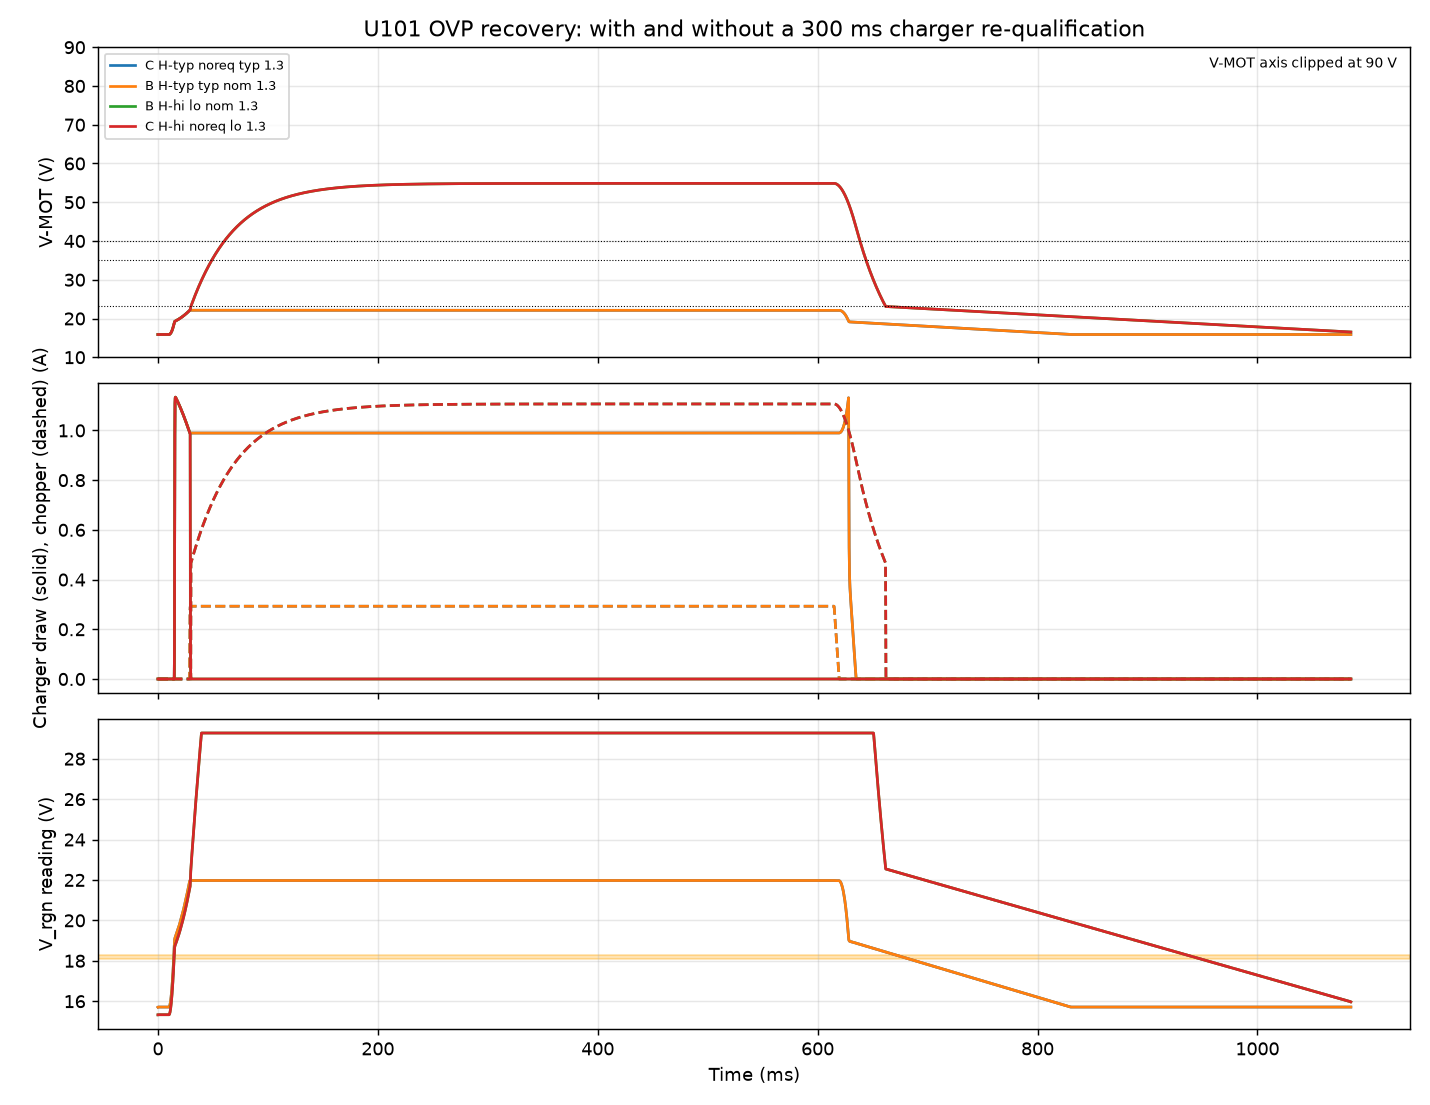 U101 OVP recovery: with and without a 300 ms charger re-qualification
V-MOT (V)
90
80
70
60
50
40
30
20
10
C H-typ noreq typ 1.3
B H-typ typ nom 1.3
B H-hi lo nom 1.3
C H-hi noreq lo 1.3
V-MOT axis clipped at 90 V
Charger draw (solid), chopper (dashed) (A)
1.0
0.8
0.6
0.4
0.2
0.0
V_rgn reading (V)
28
26
24
22
20
18
16
0 200 400 600 800 1000
Time (ms)